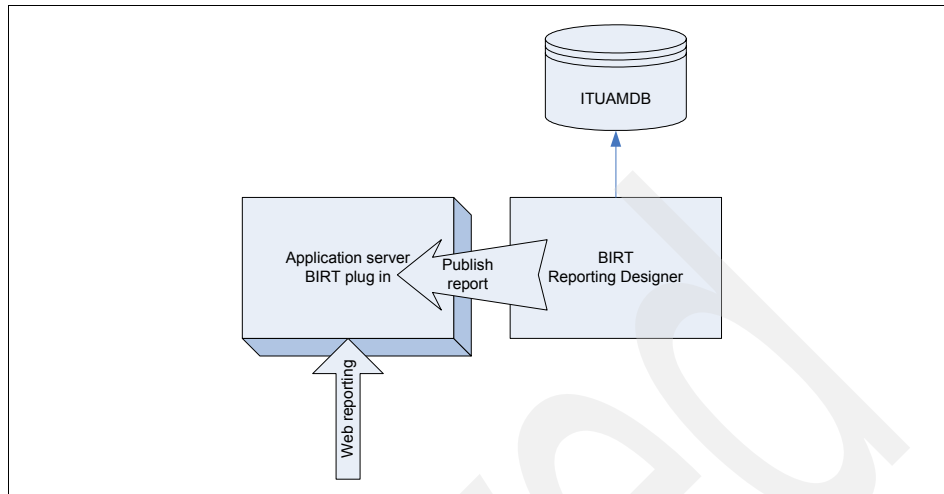 ITUAMDB
Application server
BIRT plug in
Publish
report
BIRT
Reporting Designer
Web reporting